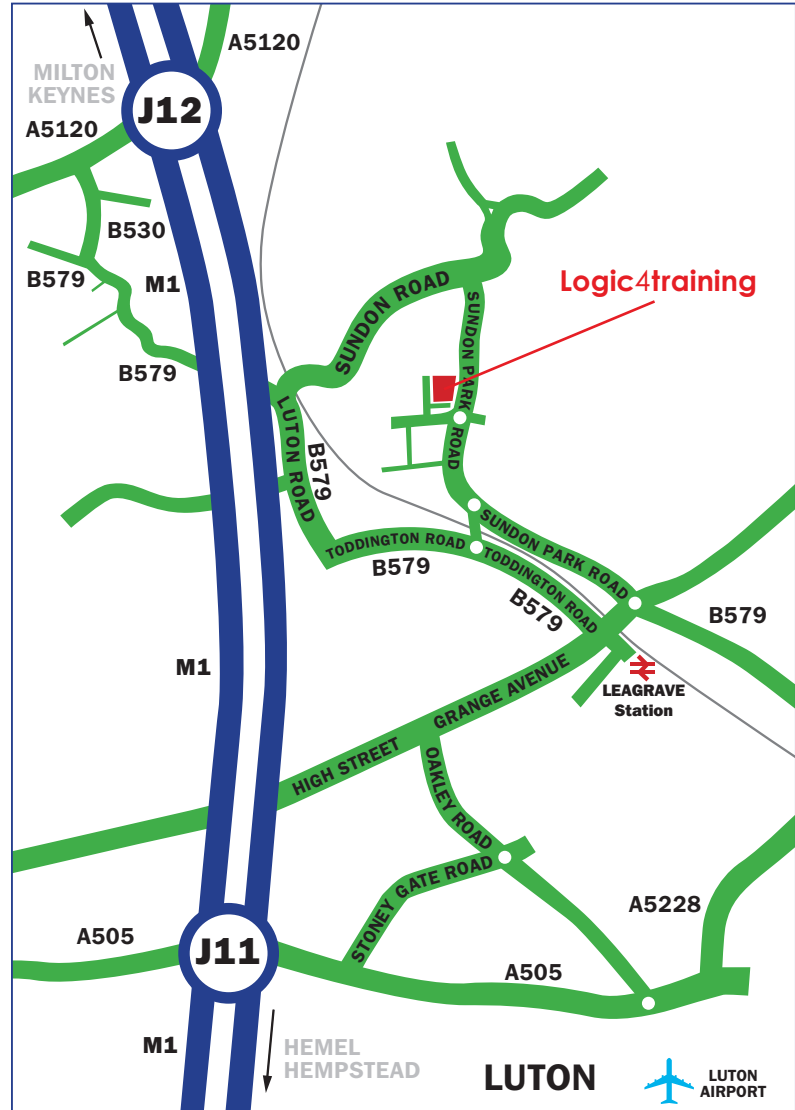 A5120
MILTON
KEYNES
J12
A5120
B530
B579
M1
Logic4training
SUNDON ROAD
SUNDON PARK
ROAD
B579
LUTON ROAD
B579
SUNDON PARK ROAD
TODDINGTON ROAD
TODDINGTON ROAD
B579
B579
B579
M1
LEAGRAVE
Station
GRANGE AVENUE
HIGH STREET
OAKLEY ROAD
STONEY GATE ROAD
A5228
A505
J11
A505
M1
HEMEL
HEMPSTEAD
LUTON
LUTON
AIRPORT